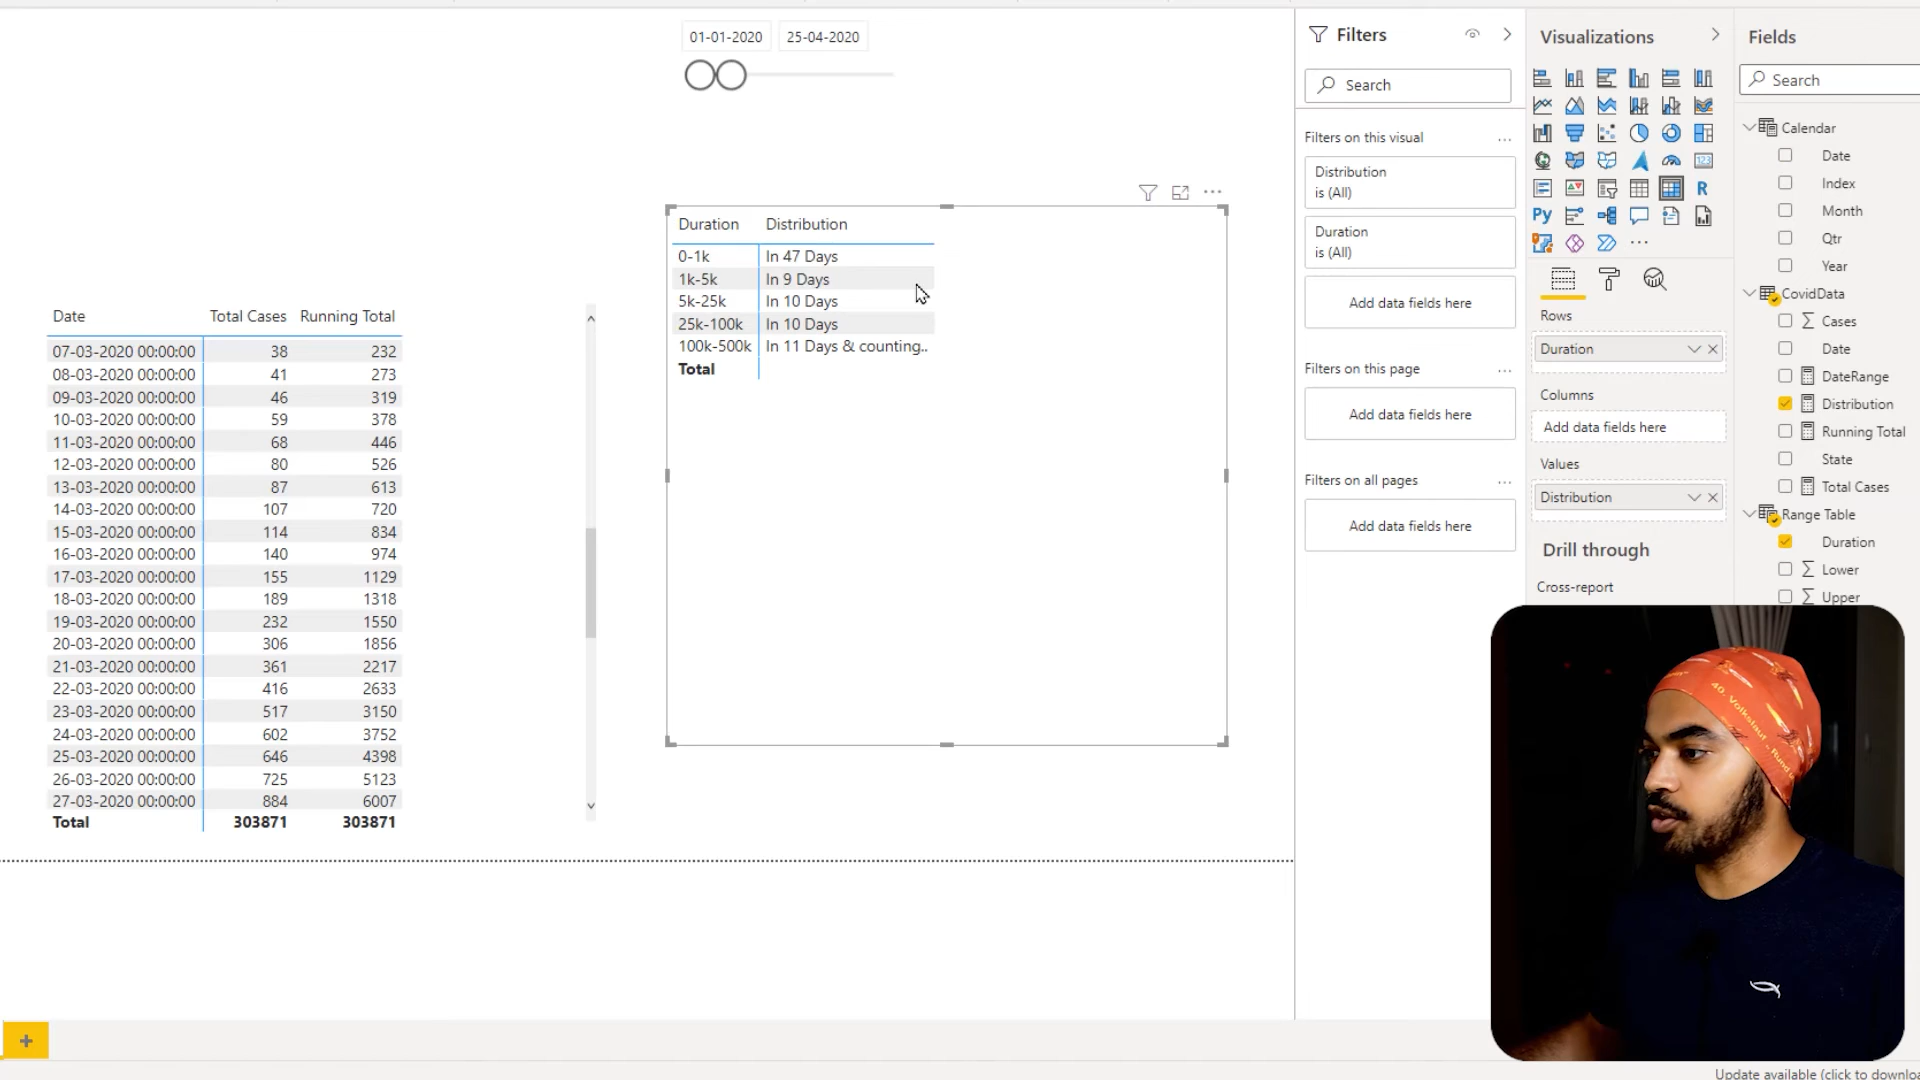 01-01-2020 25-04-2020
Duration Distribution
0-1k In 47 Days
1k-5k In 9 Days
5k-25k In 10 Days
25k-100k In 10 Days
100k-500k In 11 Days & counting..
Total
Date Total Cases Running Total
07-03-2020 00:00:00 38 232
08-03-2020 00:00:00 41 273
09-03-2020 00:00:00 46 319
10-03-2020 00:00:00 59 378
11-03-2020 00:00:00 68 446
12-03-2020 00:00:00 80 526
13-03-2020 00:00:00 87 613
14-03-2020 00:00:00 107 720
15-03-2020 00:00:00 114 834
16-03-2020 00:00:00 140 974
17-03-2020 00:00:00 155 1129
18-03-2020 00:00:00 189 1318
19-03-2020 00:00:00 232 1550
20-03-2020 00:00:00 306 1856
21-03-2020 00:00:00 361 2217
22-03-2020 00:00:00 416 2633
23-03-2020 00:00:00 517 3150
24-03-2020 00:00:00 602 3752
25-03-2020 00:00:00 646 4398
26-03-2020 00:00:00 725 5123
27-03-2020 00:00:00 884 6007
Total 303871 303871
Filters
Search
Filters on this visual ...
Distribution
is (All)
Duration
is (All)
Add data fields here
Filters on this page ...
Add data fields here
Filters on all pages ...
Add data fields here
Visualizations
R
Py
123
...
Rows
Duration
Columns
Add data fields here
Values
Distribution
Drill through
Cross-report
Fields
Search
Calendar
Date
Index
Month
Qtr
Year
CovidData
Cases
Date
DateRange
Distribution
Running Total
State
Total Cases
Range Table
Duration
Lower
Upper
40. Volkslauf
+
Update available (click to downloa